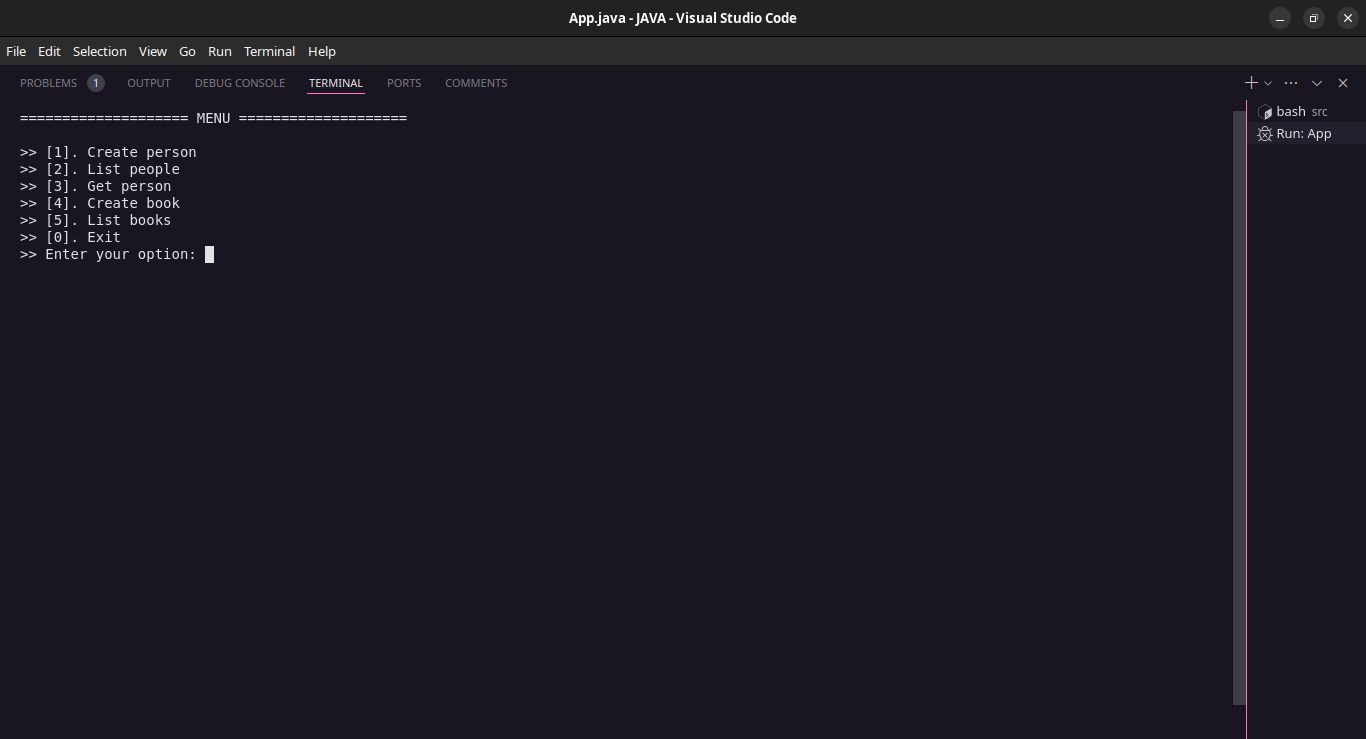 App.java - JAVA - Visual Studio Code
File Edit Selection View Go Run Terminal Help
PROBLEMS 1 OUTPUT DEBUG CONSOLE TERMINAL PORTS COMMENTS
==================== MENU ====================
>> [1]. Create person
>> [2]. List people
>> [3]. Get person
>> [4]. Create book
>> [5]. List books
>> [0]. Exit
>> Enter your option:
bash src
Run: App